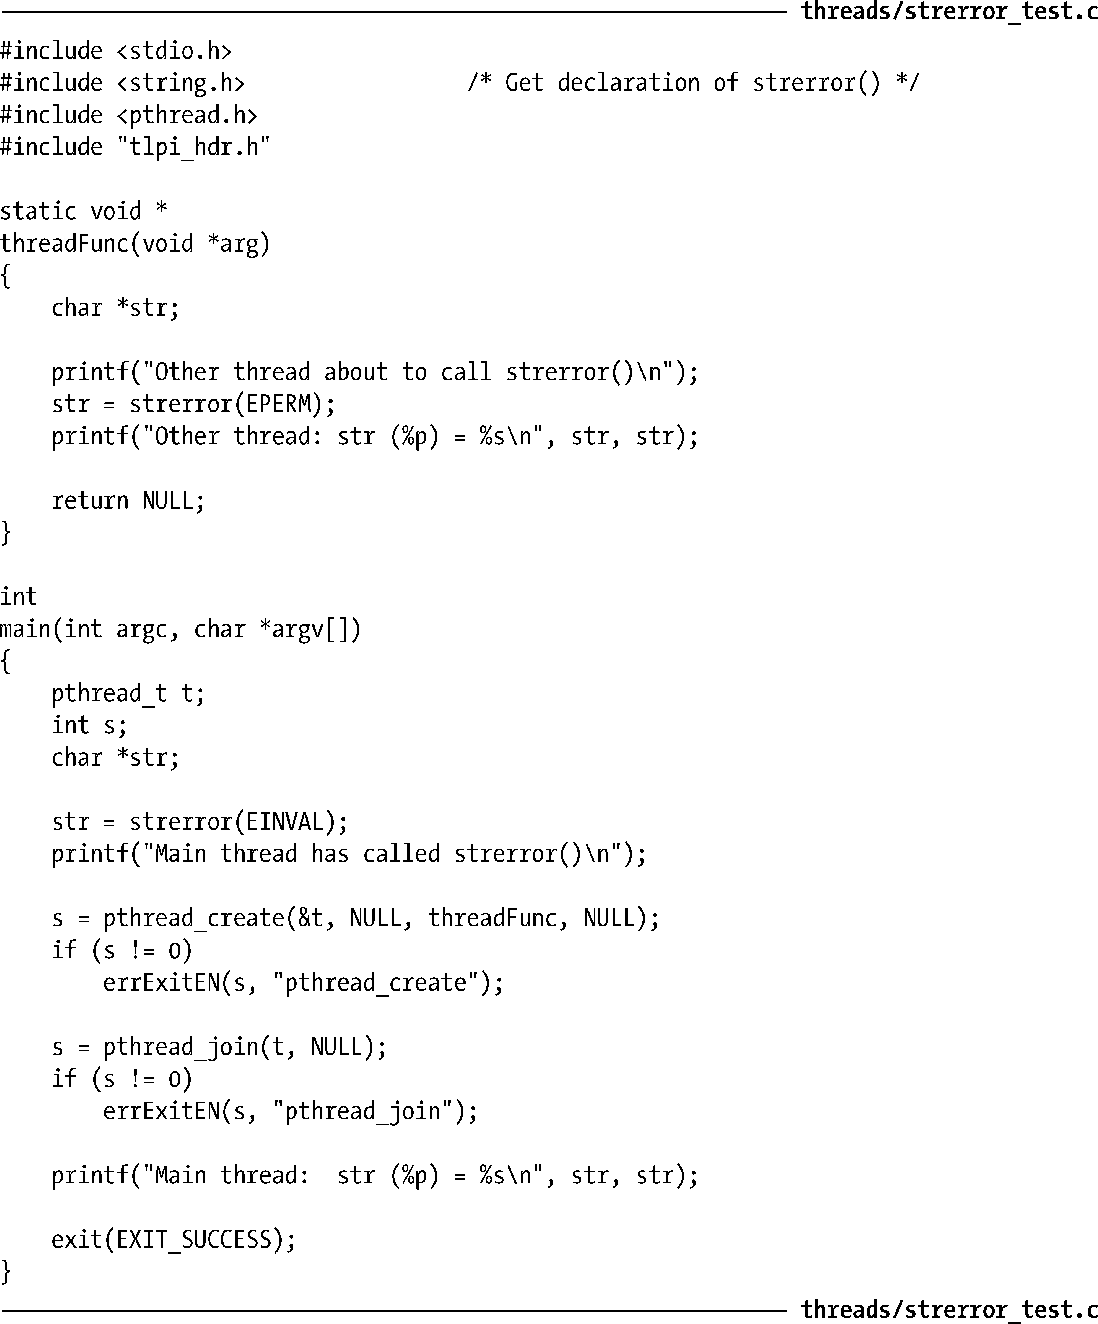 threads/strerror_test.c
#include <stdio.h>
#include <string.h>                 /* Get declaration of strerror() */
#include <pthread.h>
#include "tlpi_hdr.h"
static void *
threadFunc(void *arg)
{
    char *str;
    printf("Other thread about to call strerror()\n");
    str = strerror(EPERM);
    printf("Other thread: str (%p) = %s\n", str, str);
    return NULL;
}
int
main(int argc, char *argv[])
{
    pthread_t t;
    int s;
    char *str;
    str = strerror(EINVAL);
    printf("Main thread has called strerror()\n");
    s = pthread_create(&t, NULL, threadFunc, NULL);
    if (s != 0)
        errExitEN(s, "pthread_create");
    s = pthread_join(t, NULL);
    if (s != 0)
        errExitEN(s, "pthread_join");
    printf("Main thread:  str (%p) = %s\n", str, str);
    exit(EXIT_SUCCESS);
}
threads/strerror_test.c